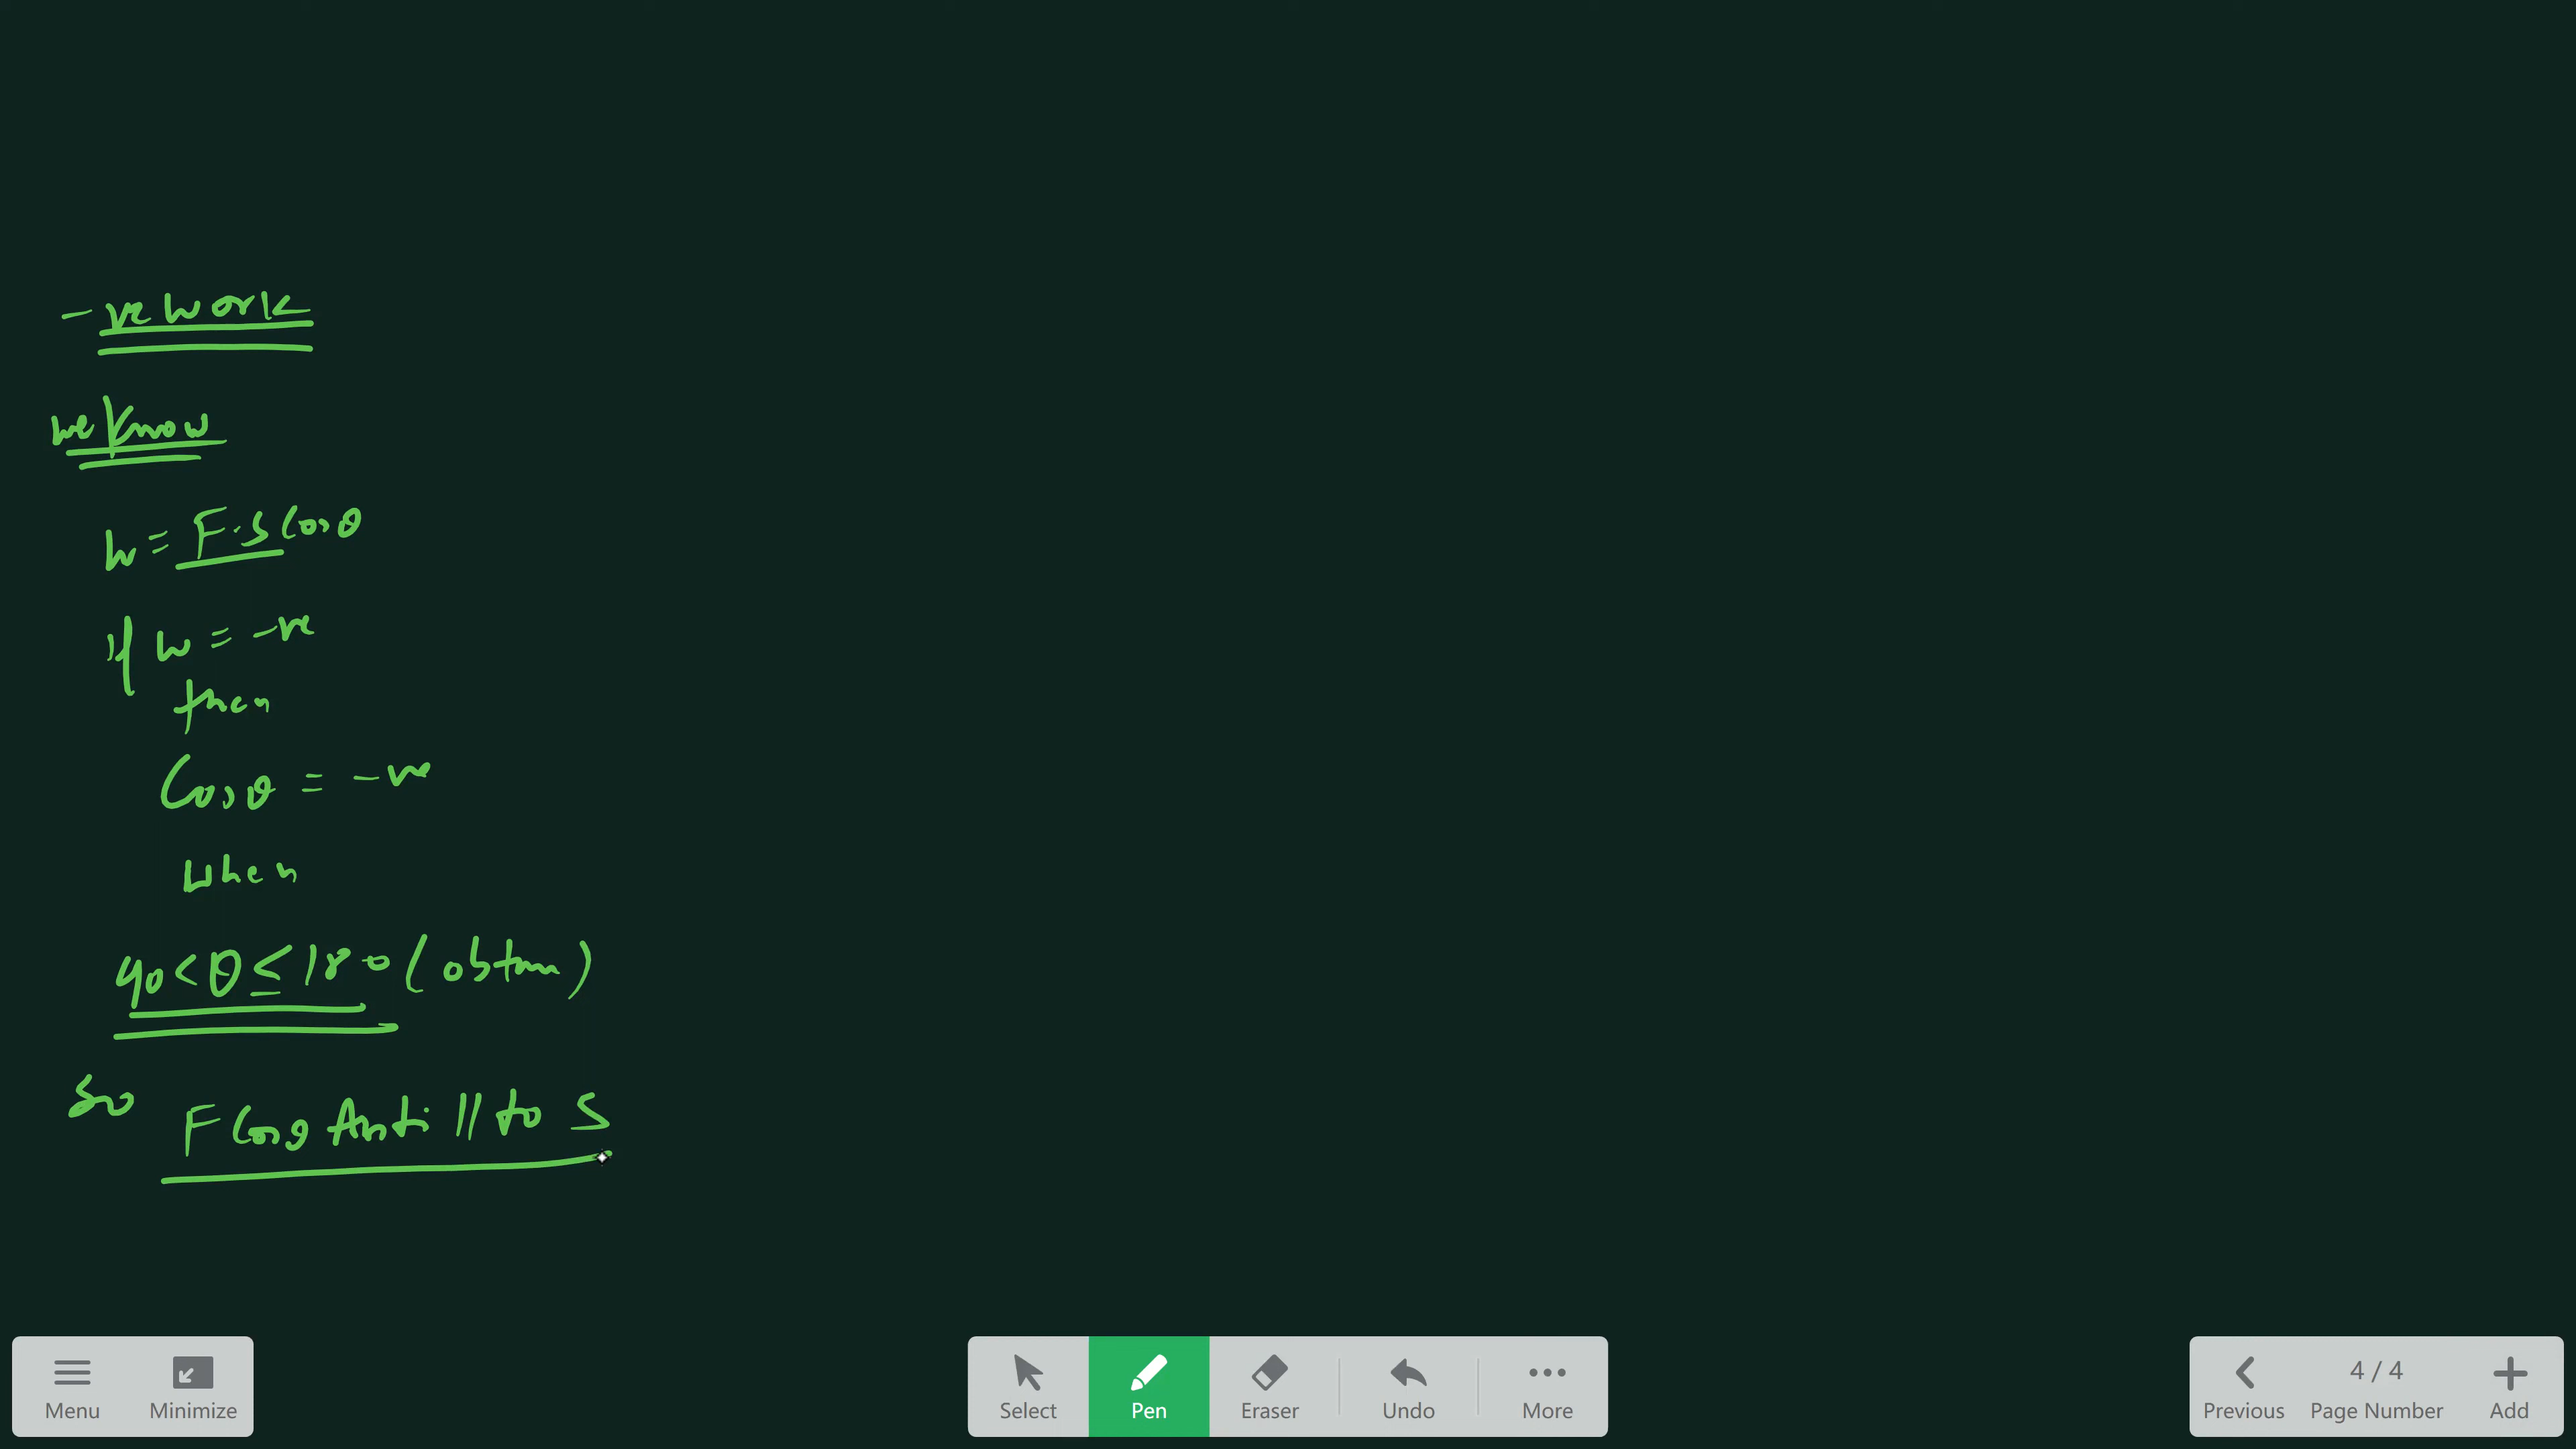 -ve work
we know
W = F.S Cosθ
if W = -ve
then
Cosθ = -ve
when
90 < θ ≤ 180 (obtuse)
So F Cosθ Anti || to S
Menu Minimize Select Pen Eraser Undo More Previous 4 / 4 Page Number Add